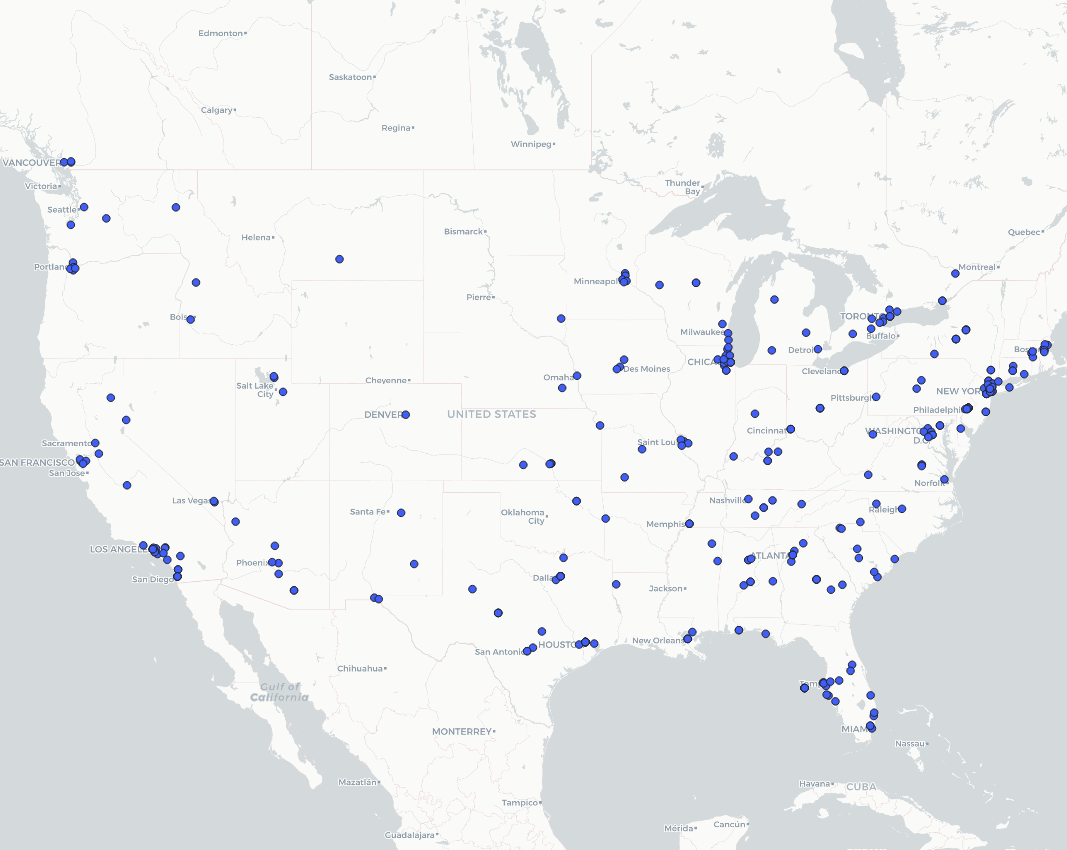 Edmonton
Saskatoon
Calgary
Regina
Winnipeg
VANCOUVER
Victoria
Thunder
Bay
Seattle
Quebec
Helena
Bismarck
Portland
Montreal
Minneapolis
Pierre
Boise
TORONTO
Milwaukee
Buffalo
Detroit
Boston
CHICAGO
Salt Lake
City
Cheyenne
Omaha
Des Moines
Cleveland
NEW YORK
Pittsburgh
DENVER
UNITED STATES
Philadelphia
Sacramento
Saint Louis
Cincinnati
WASHINGTON
D.C.
SAN FRANCISCO
San Jose
Norfolk
Las Vegas
Nashville
Santa Fe
Oklahoma
City
Raleigh
Memphis
LOS ANGELES
ATLANTA
Phoenix
San Diego
Dallas
Jackson
HOUSTON
New Orleans
San Antonio
Chihuahua
Gulf of
California
Tampa
MONTERREY
MIAMI
Nassau
Mazatlán
Havana
CUBA
Tampico
Mérida
Cancún
Guadalajara